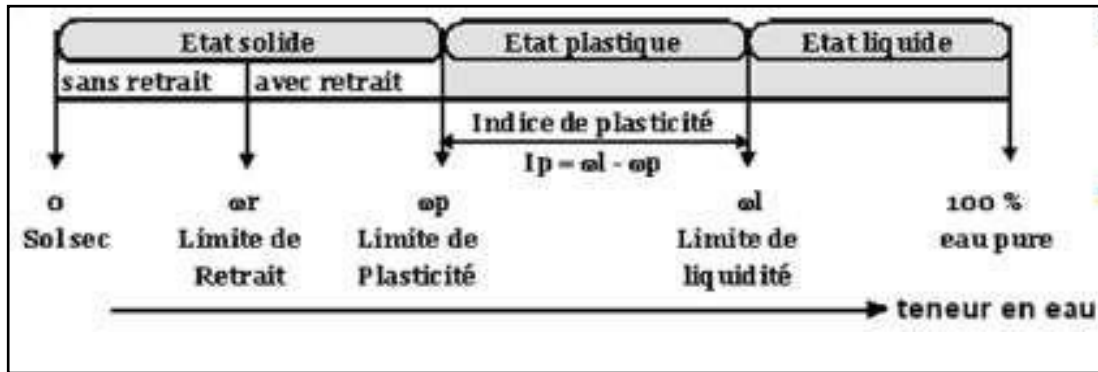 Etat solide Etat plastique Etat liquide
sans retrait avec retrait
Indice de plasticité
Ip = ωl - ωp
0 ωr ωp ωl 100 %
Sol sec Limite de Limite de Limite de eau pure
Retrait Plasticité liquidité
teneur en eau